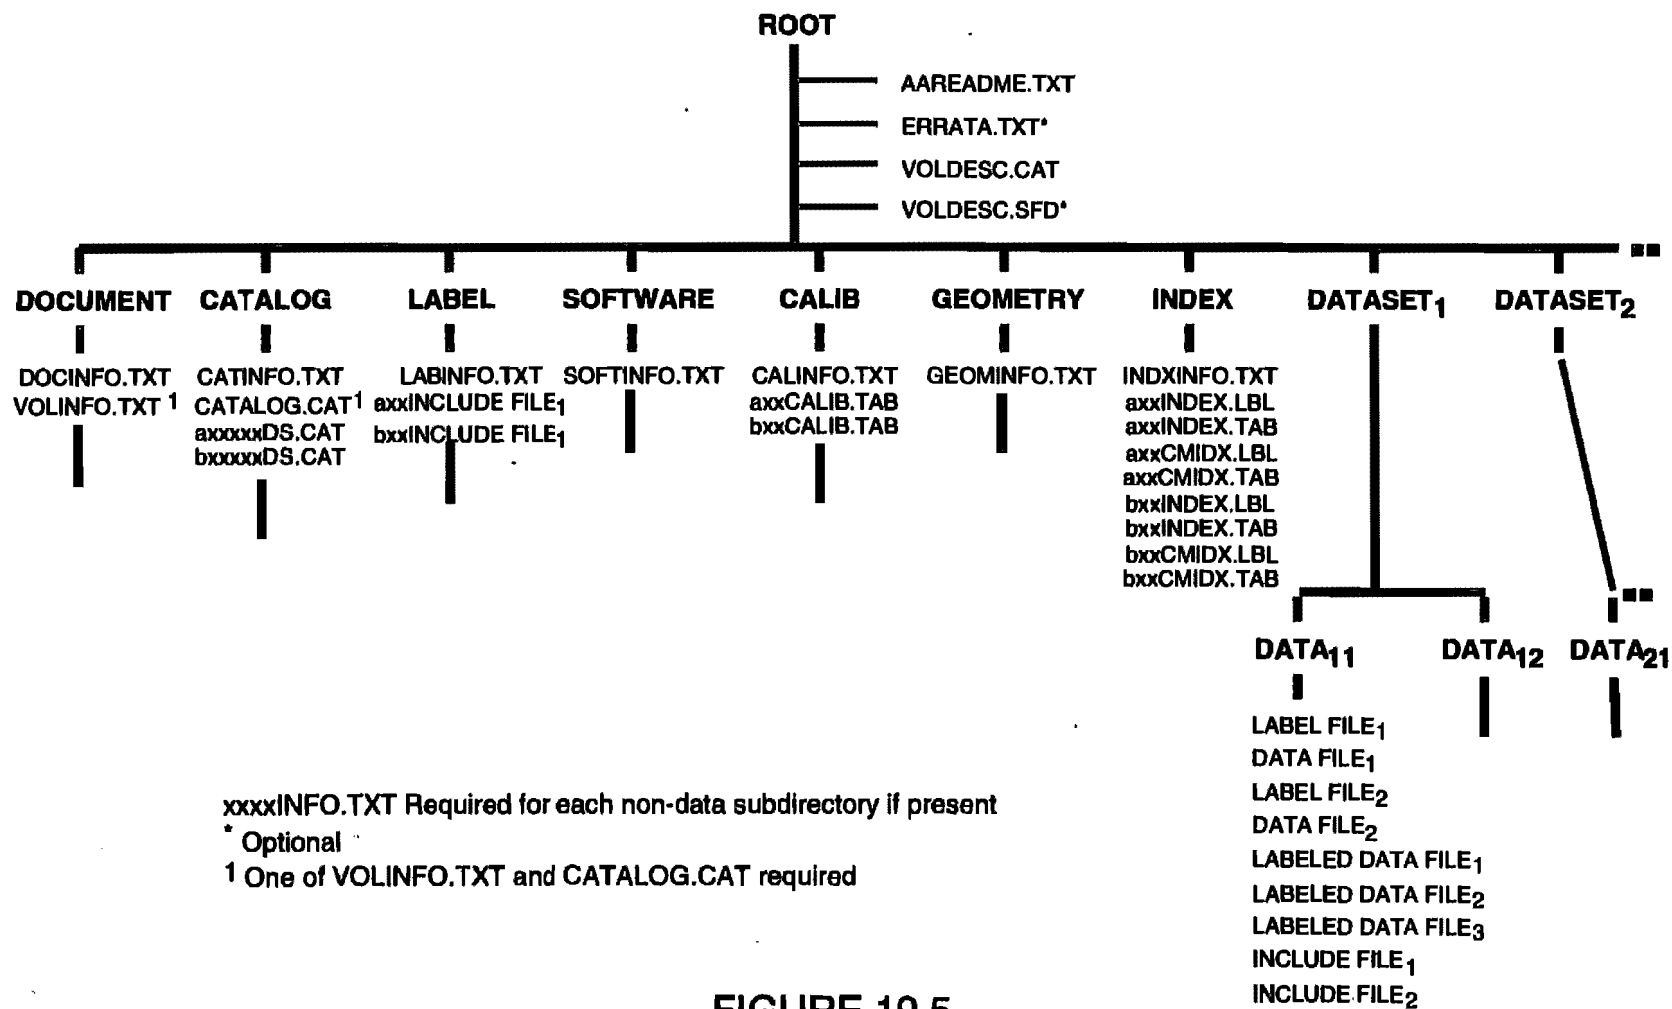 ROOT
AAREADME.TXT
ERRATA.TXT*
VOLDESC.CAT
VOLDESC.SFD*
DOCUMENT CATALOG LABEL SOFTWARE CALIB GEOMETRY INDEX DATASET1 DATASET2
DOCINFO.TXT CATINFO.TXT LABINFO.TXT SOFTINFO.TXT CALINFO.TXT GEOMINFO.TXT INDXINFO.TXT
VOLINFO.TXT 1 CATALOG.CAT1 axxINCLUDE FILE1 axxCALIB.TAB axxINDEX.LBL
axxxxxDS.CAT bxxINCLUDE FILE1 bxxCALIB.TAB axxINDEX.TAB
bxxxxxDS.CAT axxCMIDX.LBL
axxCMIDX.TAB
bxxINDEX.LBL
bxxINDEX.TAB
bxxCMIDX.LBL
bxxCMIDX.TAB
DATA11 DATA12 DATA21
LABEL FILE1
DATA FILE1
LABEL FILE2
DATA FILE2
LABELED DATA FILE1
LABELED DATA FILE2
LABELED DATA FILE3
INCLUDE FILE1
INCLUDE FILE2
xxxxINFO.TXT Required for each non-data subdirectory if present
* Optional
1 One of VOLINFO.TXT and CATALOG.CAT required
FIGURE 19.5